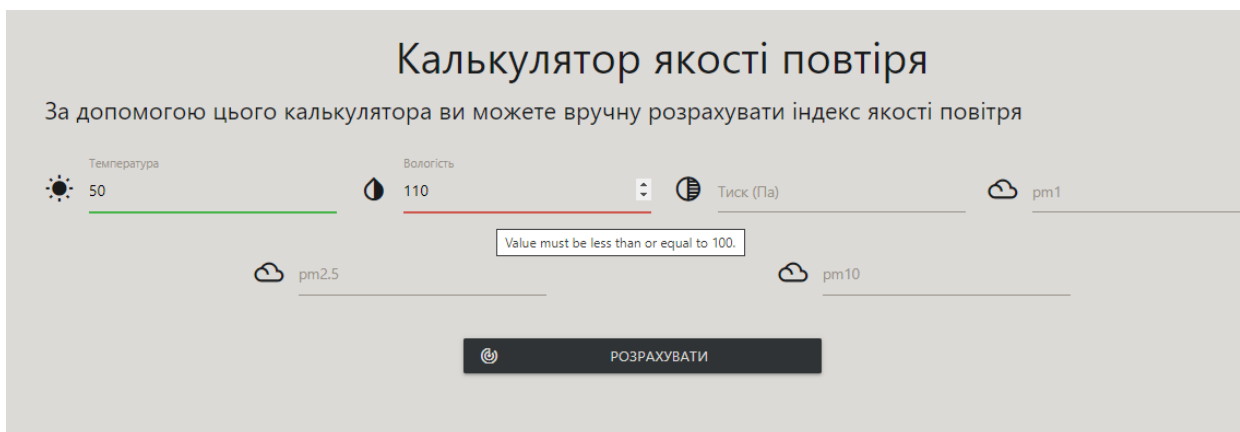 Калькулятор якості повтіря
За допомогою цього калькулятора ви можете вручну розрахувати індекс якості повітря
Температура Вологість
50 110 Тиск (Па) pm1
Value must be less than or equal to 100.
pm2.5 pm10
РОЗРАХУВАТИ